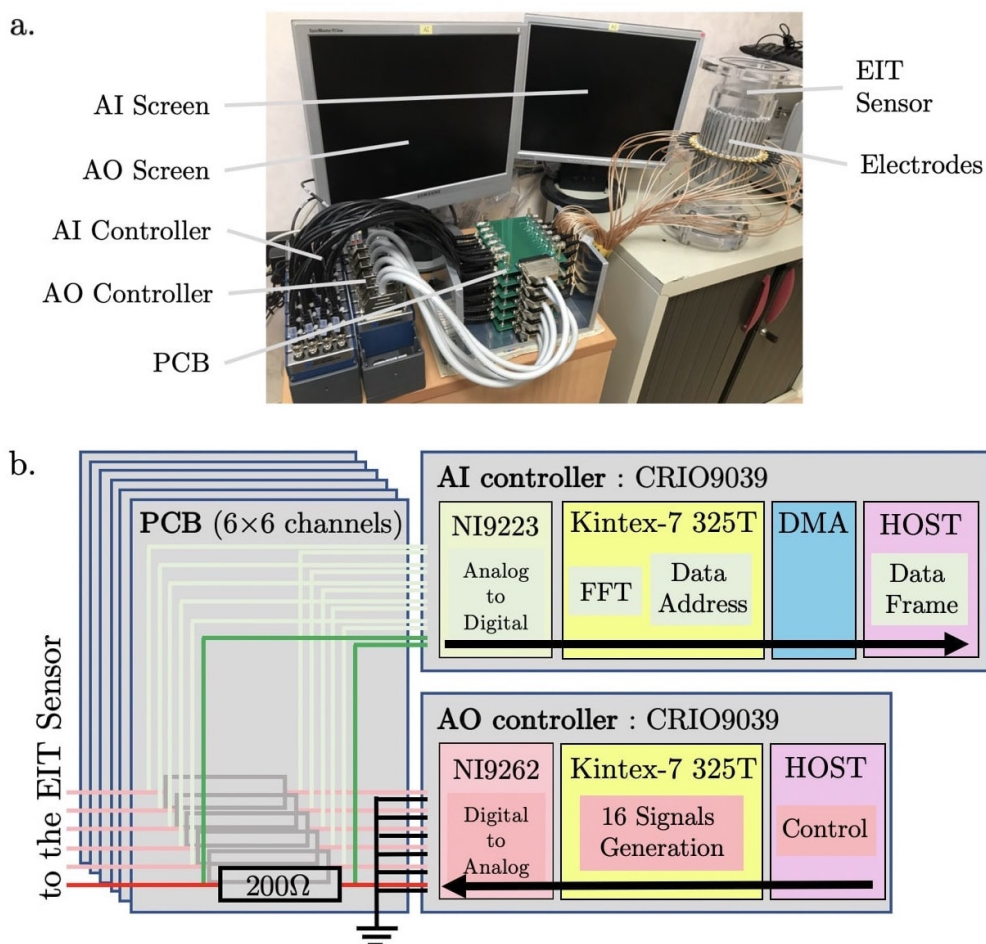 a.
AI Screen
AO Screen
AI Controller
AO Controller
PCB
EIT
Sensor
Electrodes
SAMSUNG
b.
PCB (6×6 channels)
to the EIT Sensor
200Ω
AI controller : CRIO9039
NI9223
Analog
to
Digital
Kintex-7 325T
FFT
Data
Address
DMA
HOST
Data
Frame
AO controller : CRIO9039
NI9262
Digital
to
Analog
Kintex-7 325T
16 Signals
Generation
HOST
Control